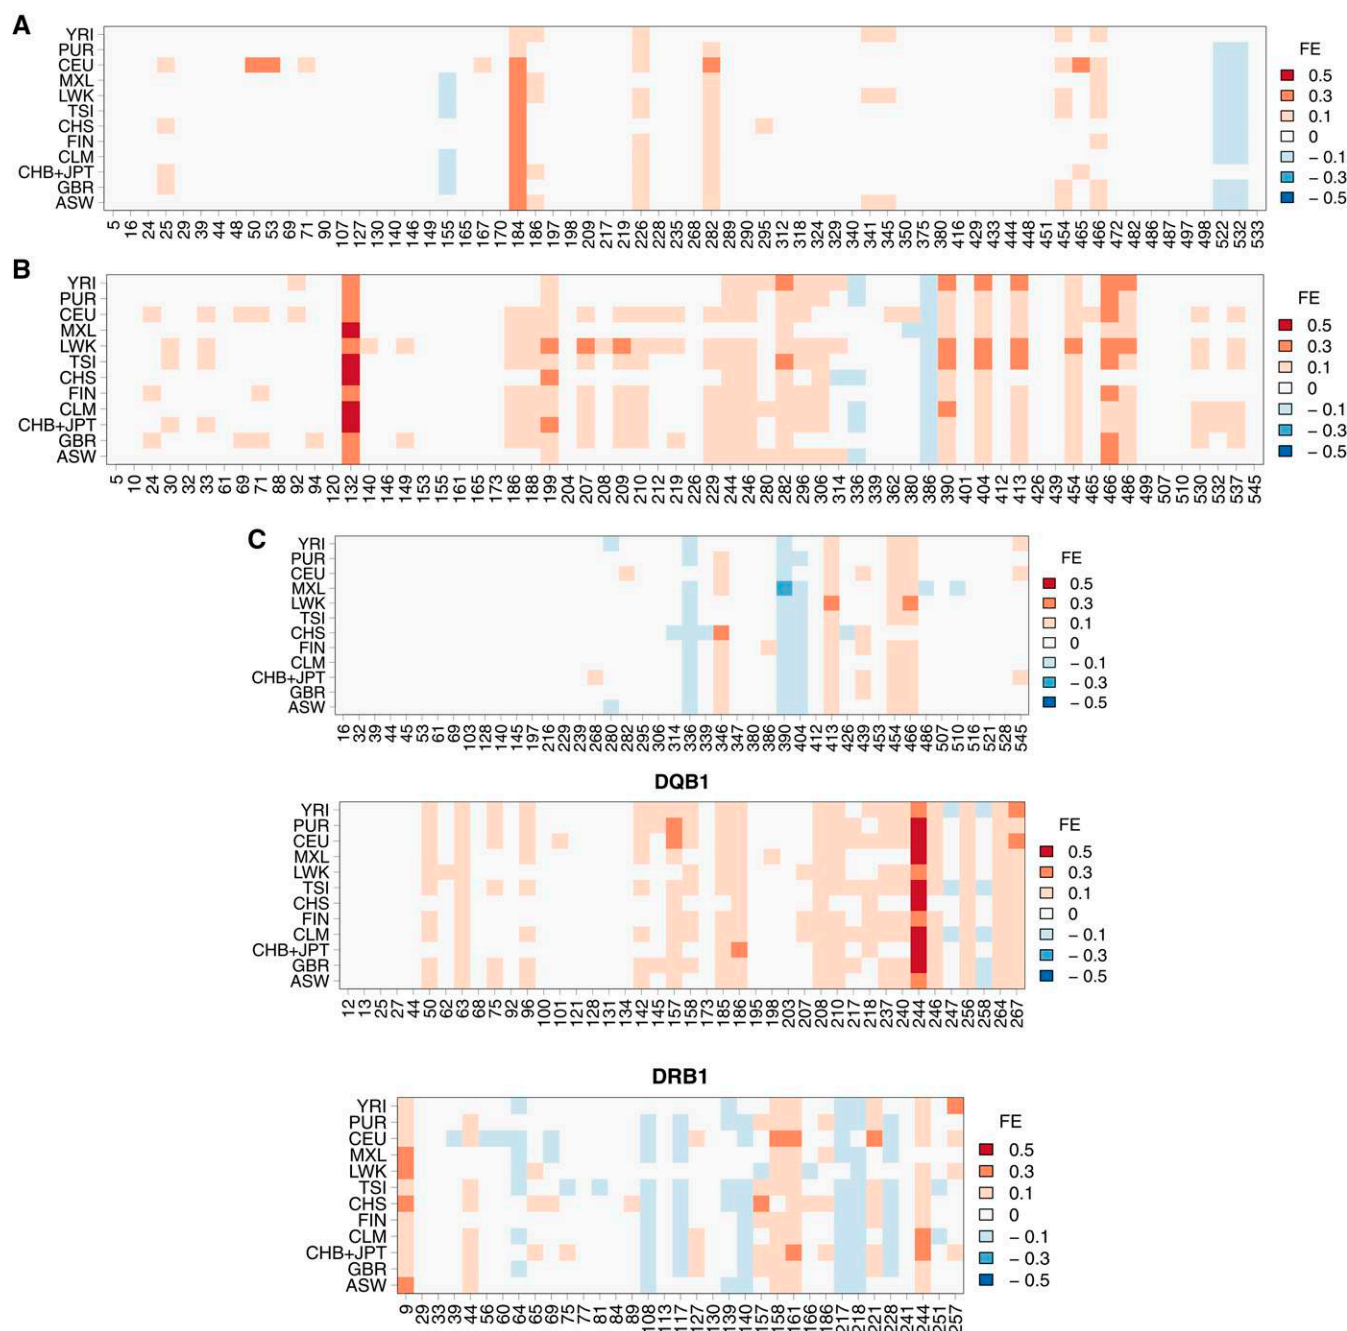 A
YRI
PUR
CEU
MXL
LWK
TSI
CHS
FIN
CLM
CHB+JPT
GBR
ASW
5 16 24 25 29 39 44 48 50 53 69 71 90 107 127 130 140 146 149 155 165 167 170 184 186 197 198 209 217 219 226 235 268 282 289 290 295 312 318 324 329 340 341 345 350 375 380 416 429 433 444 448 451 454 465 466 472 482 486 487 497 498 522 532 533
FE
0.5
0.3
0.1
0
− 0.1
− 0.3
− 0.5
B
YRI
PUR
CEU
MXL
LWK
TSI
CHS
FIN
CLM
CHB+JPT
GBR
ASW
5 10 24 30 32 33 61 69 71 88 92 94 120 132 140 146 149 153 155 161 165 173 186 188 199 204 207 208 209 210 212 219 226 229 244 246 280 282 296 306 314 336 339 362 380 386 390 401 404 412 413 426 439 454 465 466 486 499 507 510 530 532 537 545
FE
0.5
0.3
0.1
0
− 0.1
− 0.3
− 0.5
C
YRI
PUR
CEU
MXL
LWK
TSI
CHS
FIN
CLM
CHB+JPT
GBR
ASW
16 32 39 44 45 53 61 69 103 128 140 145 197 216 229 239 268 280 282 295 306 314 336 339 346 347 380 386 390 404 412 413 426 439 453 454 466 486 507 510 516 521 528 545
FE
0.5
0.3
0.1
0
− 0.1
− 0.3
− 0.5
DQB1
YRI
PUR
CEU
MXL
LWK
TSI
CHS
FIN
CLM
CHB+JPT
GBR
ASW
12 13 25 27 44 50 62 63 68 75 92 96 100 101 121 128 131 134 142 145 157 158 173 185 186 195 198 203 207 208 210 217 218 237 240 244 246 247 256 258 264 267
FE
0.5
0.3
0.1
0
− 0.1
− 0.3
− 0.5
DRB1
YRI
PUR
CEU
MXL
LWK
TSI
CHS
FIN
CLM
CHB+JPT
GBR
ASW
9 29 33 39 44 56 60 64 65 69 75 77 81 84 89 108 113 117 127 130 139 140 157 158 161 166 186 217 218 221 228 241 244 251 257
FE
0.5
0.3
0.1
0
− 0.1
− 0.3
− 0.5